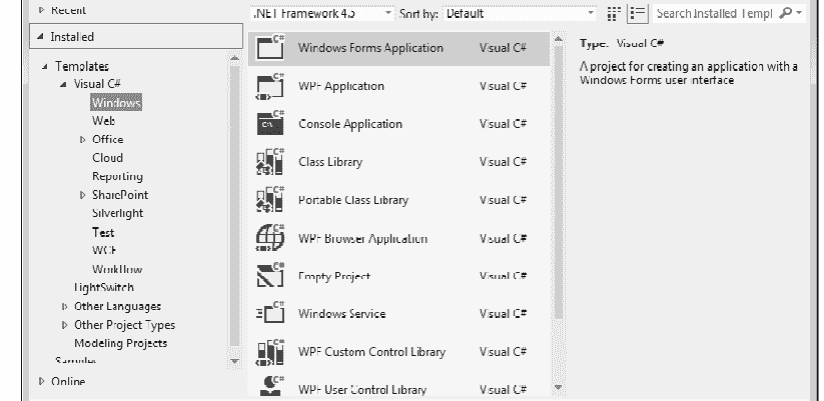 Recent
.NET Framework 4.5 Sort by: Default Search Installed Templ
Installed
Templates
Visual C#
Windows
Web
Office
Cloud
Reporting
SharePoint
Silverlight
Test
WCF
Workflow
LightSwitch
Other Languages
Other Project Types
Modeling Projects
Samples
Online
Windows Forms Application Visual C#
WPF Application Visual C#
Console Application Visual C#
Class Library Visual C#
Portable Class Library Visual C#
WPF Browser Application Visual C#
Empty Project Visual C#
Windows Service Visual C#
WPF Custom Control Library Visual C#
WPF User Control Library Visual C#
Type: Visual C#
A project for creating an application with a
Windows Forms user interface